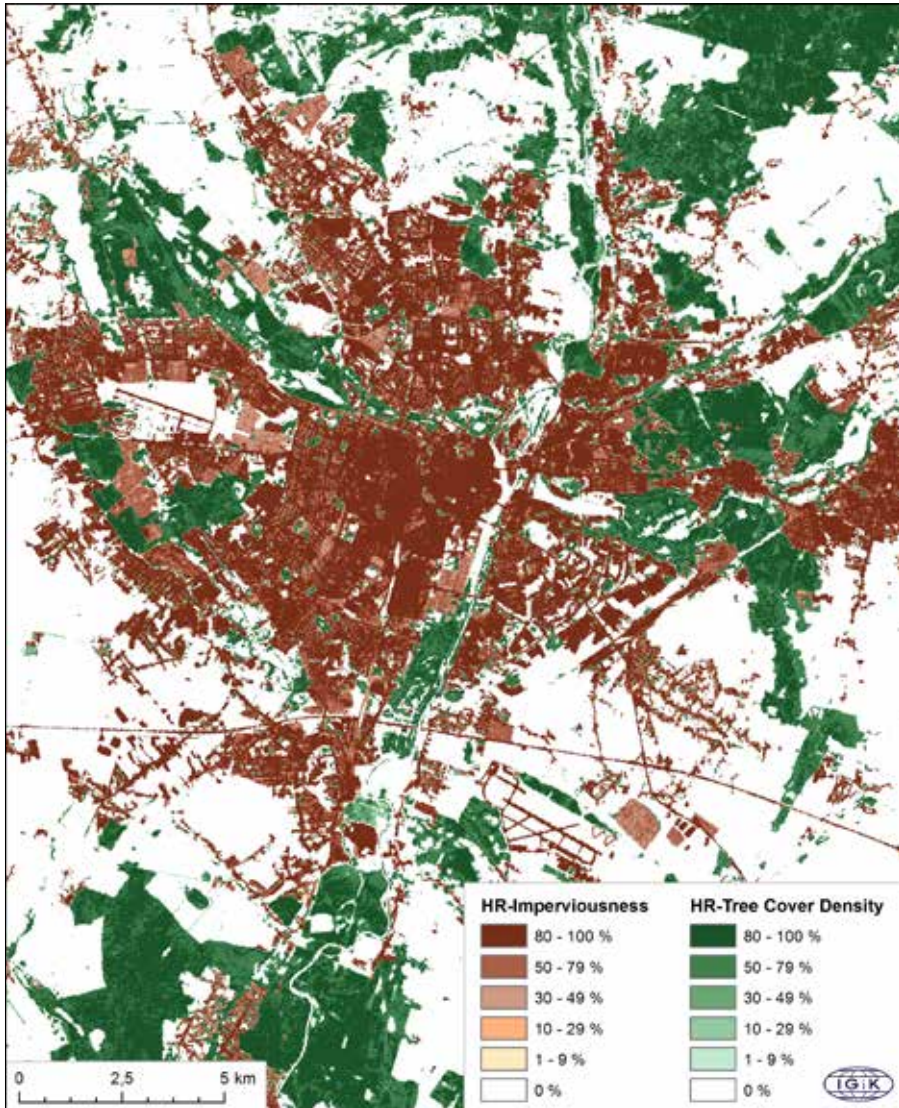 HR-Imperviousness
80 - 100 %
50 - 79 %
30 - 49 %
10 - 29 %
1 - 9 %
0 %
HR-Tree Cover Density
80 - 100 %
50 - 79 %
30 - 49 %
10 - 29 %
1 - 9 %
0 %
0 2,5 5 km
IGiK